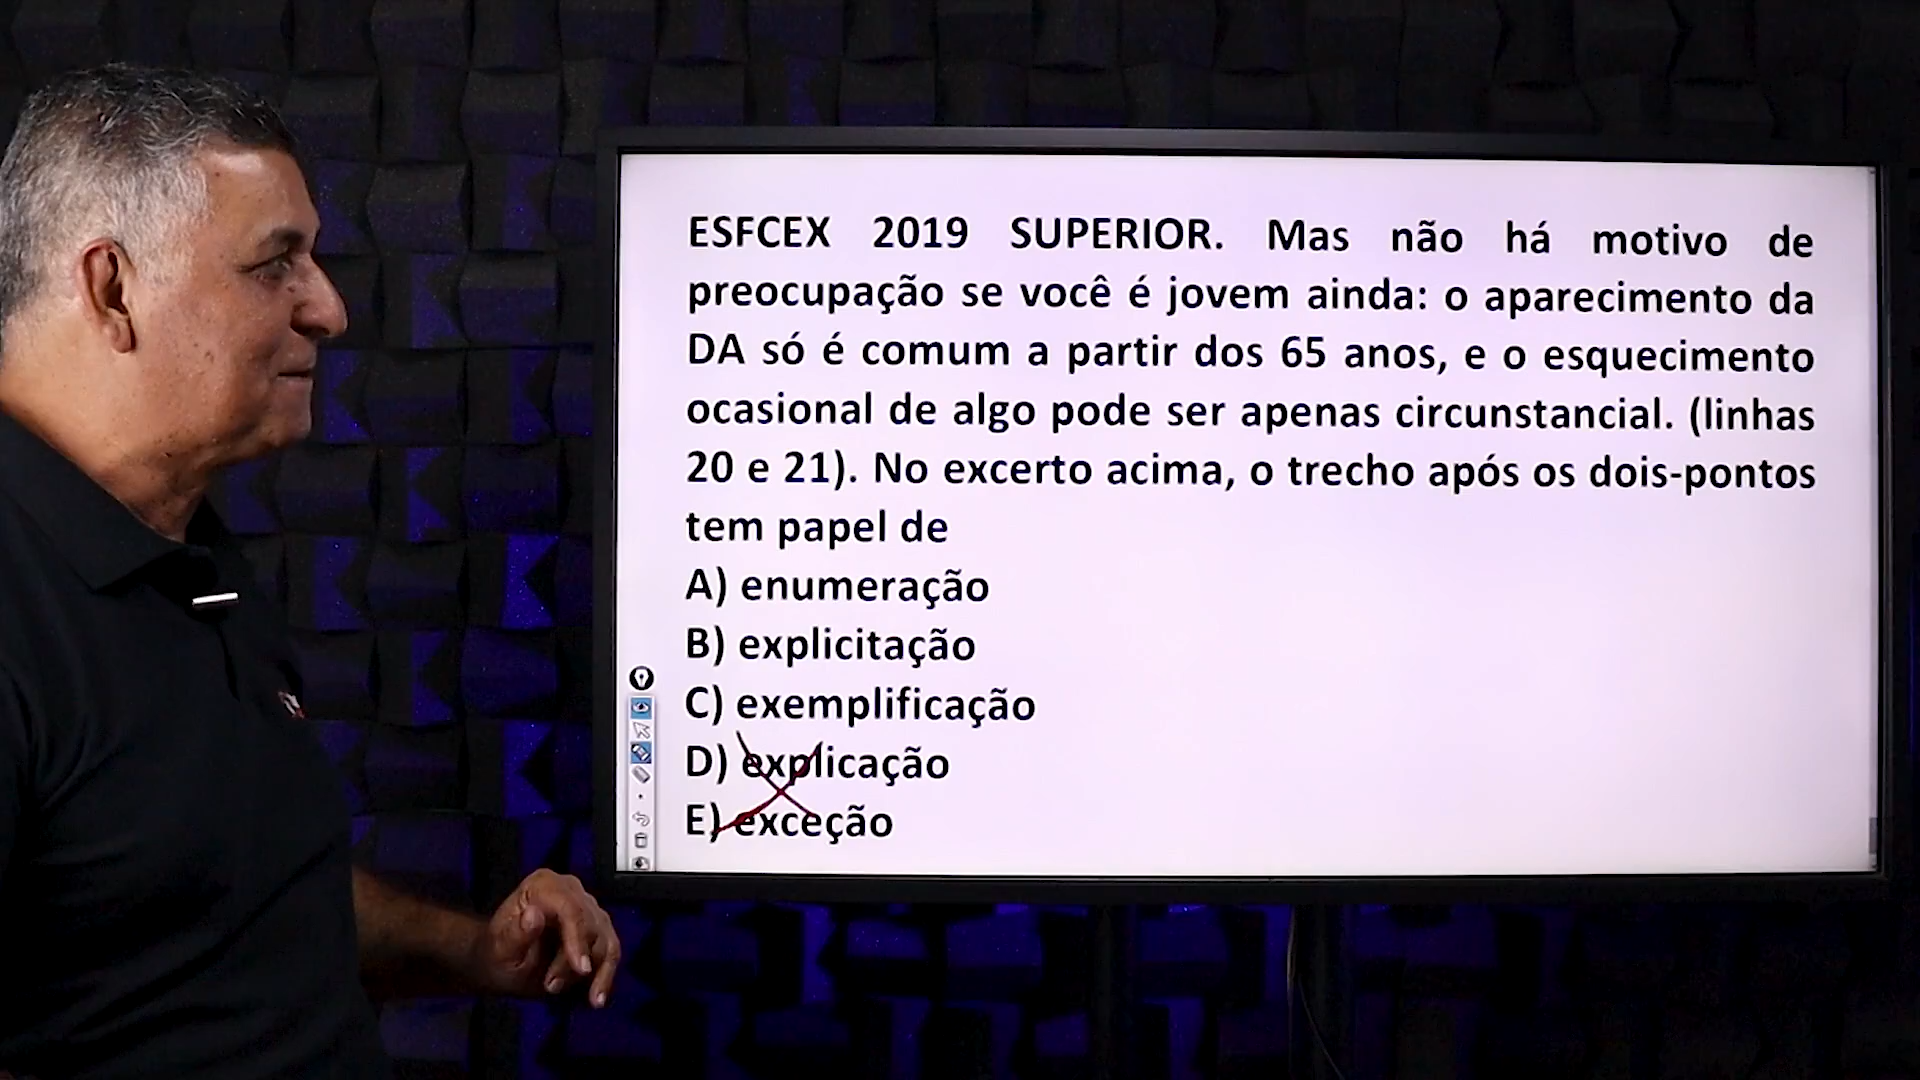 ESFCEX 2019 SUPERIOR. Mas não há motivo de
preocupação se você é jovem ainda: o aparecimento da
DA só é comum a partir dos 65 anos, e o esquecimento
ocasional de algo pode ser apenas circunstancial. (linhas
20 e 21). No excerto acima, o trecho após os dois-pontos
tem papel de
A) enumeração
B) explicitação
C) exemplificação
D) explicação
E) exceção